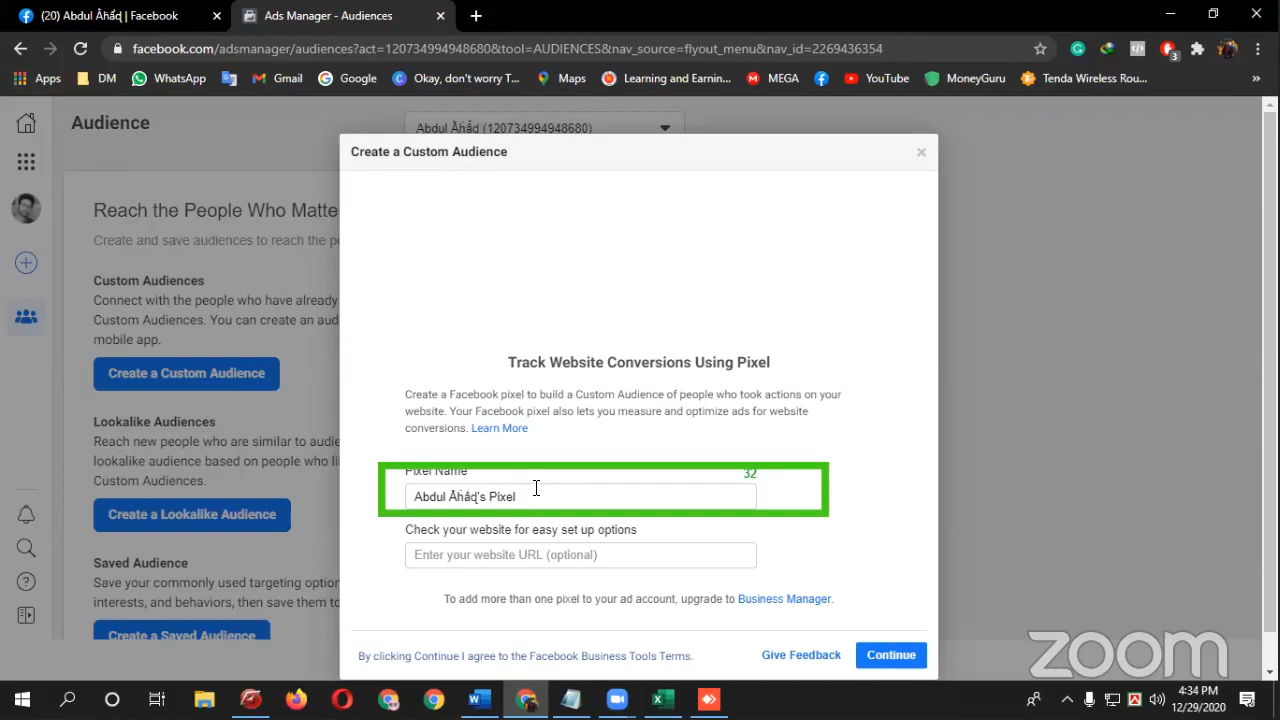 (20) Abdul Åḣåḋ | Facebook
Ads Manager - Audiences
facebook.com/adsmanager/audiences?act=120734994948680&tool=AUDIENCES&nav_source=flyout_menu&nav_id=2269436354
3
Apps
DM
WhatsApp
Gmail
Google
Okay, don't worry T...
Maps
Learning and Earnin...
MEGA
YouTube
MoneyGuru
Tenda Wireless Rou...
Audience
Abdul Åḣåḋ (120734994948680)
Create a Custom Audience
Reach the People Who Matte
Create and save audiences to reach the pe
Custom Audiences
Connect with the people who have already
Custom Audiences. You can create an aud
mobile app.
Create a Custom Audience
Lookalike Audiences
Reach new people who are similar to audie
lookalike audience based on people who li
Create a Lookalike Audience
Saved Audience
Save your commonly used targeting option
interests, and behaviors, then save them to
Create a Saved Audience
Track Website Conversions Using Pixel
Create a Facebook pixel to build a Custom Audience of people who took actions on your
website. Your Facebook pixel also lets you measure and optimize ads for website
conversions. Learn More
Pixel Name
32
Abdul Åḣåḋ's Pixel
Check your website for easy set up options
Enter your website URL (optional)
To add more than one pixel to your ad account, upgrade to Business Manager.
By clicking Continue I agree to the Facebook Business Tools Terms.
Give Feedback
Continue
zoom
4:34 PM
12/29/2020